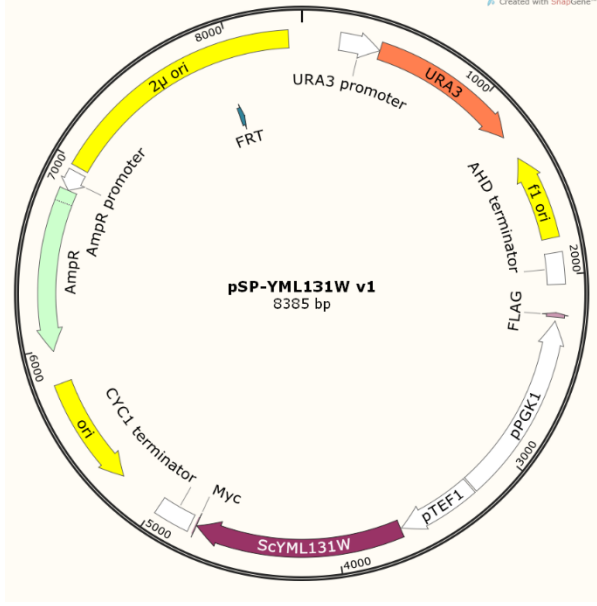 Created with SnapGene
8000
URA3 promoter
URA3
1000
2μ ori
FRT
7000
AmpR promoter
AmpR
AHD terminator
f1 ori
2000
pSP-YML131W v1
8385 bp
FLAG
6000
pPGK1
3000
CYC1 terminator
ori
Myc
pTEF1
5000
ScYML131W
4000